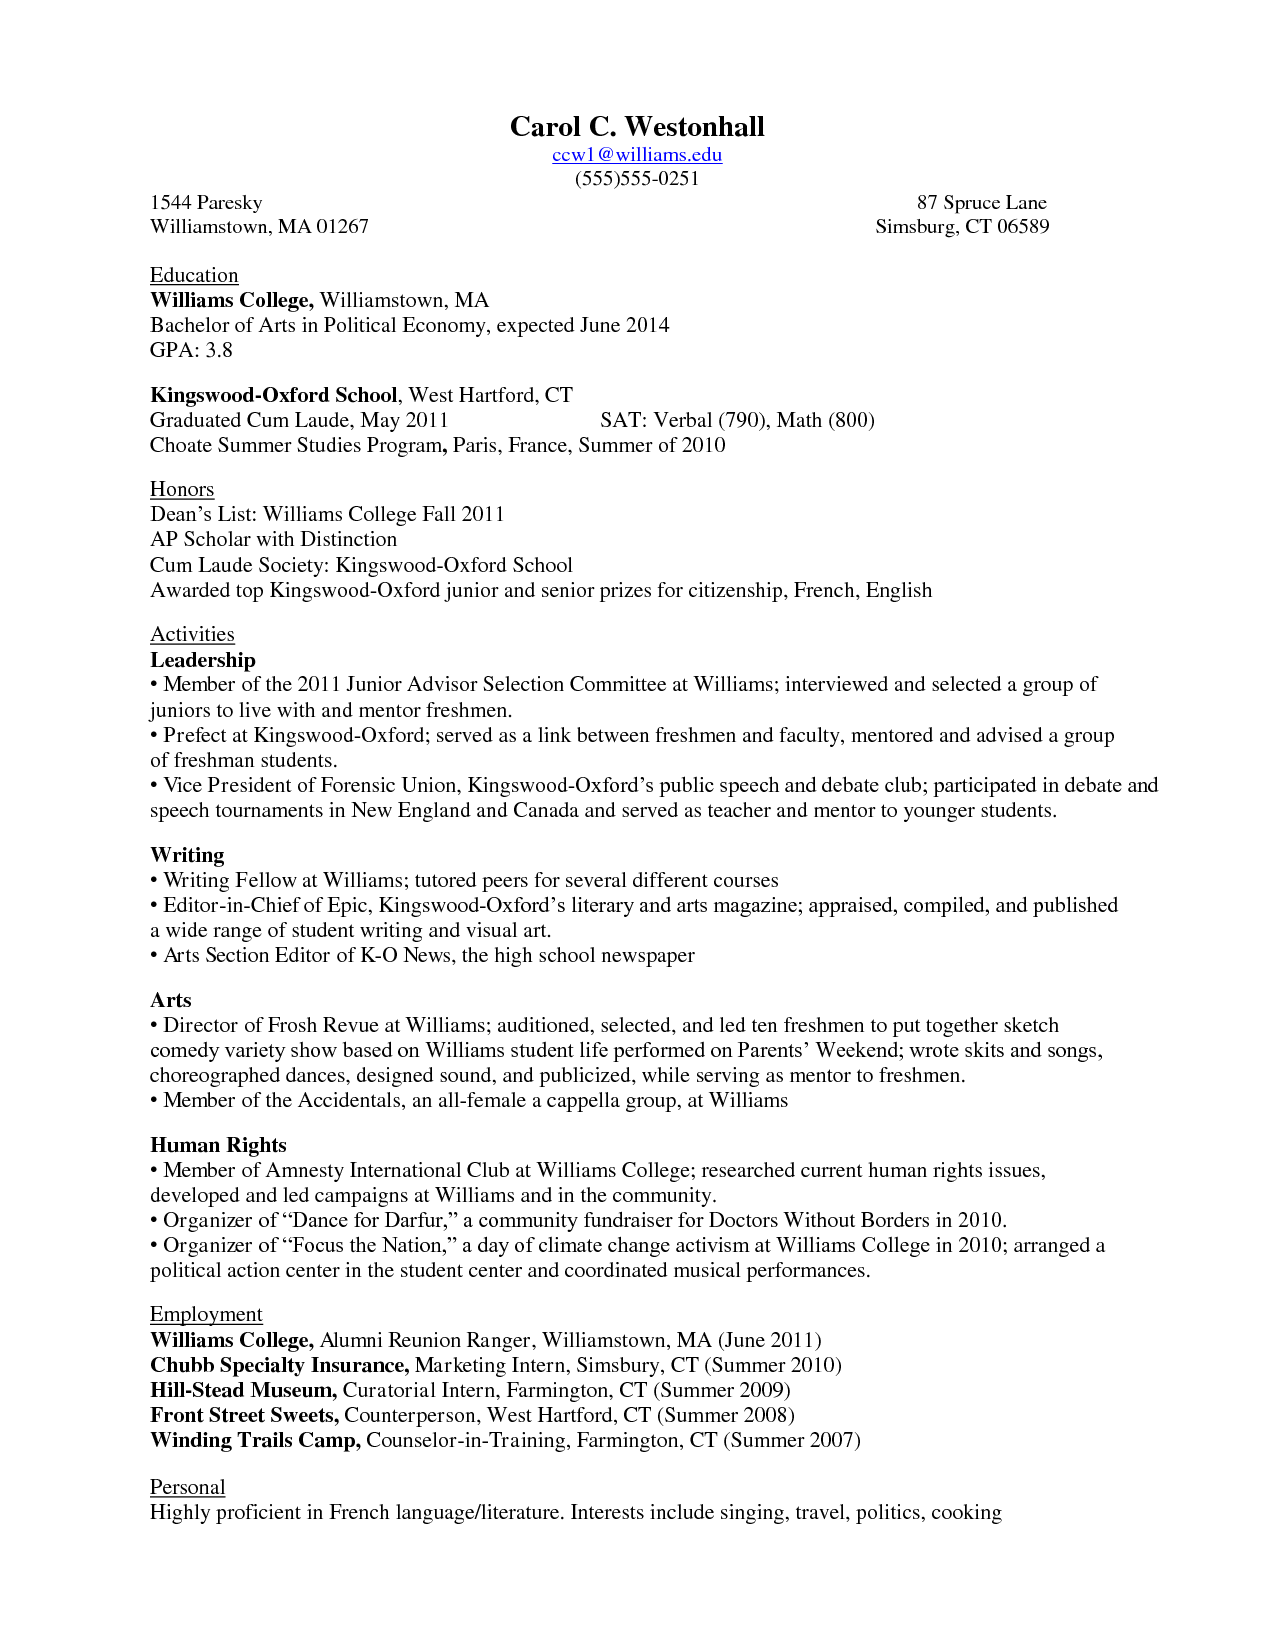 Carol C. Westonhall
ccw1@williams.edu
(555)555-0251
1544 Paresky 87 Spruce Lane
Williamstown, MA 01267 Simsburg, CT 06589
Education
Williams College, Williamstown, MA
Bachelor of Arts in Political Economy, expected June 2014
GPA: 3.8
Kingswood-Oxford School, West Hartford, CT
Graduated Cum Laude, May 2011 SAT: Verbal (790), Math (800)
Choate Summer Studies Program, Paris, France, Summer of 2010
Honors
Dean’s List: Williams College Fall 2011
AP Scholar with Distinction
Cum Laude Society: Kingswood-Oxford School
Awarded top Kingswood-Oxford junior and senior prizes for citizenship, French, English
Activities
Leadership
• Member of the 2011 Junior Advisor Selection Committee at Williams; interviewed and selected a group of
juniors to live with and mentor freshmen.
• Prefect at Kingswood-Oxford; served as a link between freshmen and faculty, mentored and advised a group
of freshman students.
• Vice President of Forensic Union, Kingswood-Oxford’s public speech and debate club; participated in debate and
speech tournaments in New England and Canada and served as teacher and mentor to younger students.
Writing
• Writing Fellow at Williams; tutored peers for several different courses
• Editor-in-Chief of Epic, Kingswood-Oxford’s literary and arts magazine; appraised, compiled, and published
a wide range of student writing and visual art.
• Arts Section Editor of K-O News, the high school newspaper
Arts
• Director of Frosh Revue at Williams; auditioned, selected, and led ten freshmen to put together sketch
comedy variety show based on Williams student life performed on Parents’ Weekend; wrote skits and songs,
choreographed dances, designed sound, and publicized, while serving as mentor to freshmen.
• Member of the Accidentals, an all-female a cappella group, at Williams
Human Rights
• Member of Amnesty International Club at Williams College; researched current human rights issues,
developed and led campaigns at Williams and in the community.
• Organizer of “Dance for Darfur,” a community fundraiser for Doctors Without Borders in 2010.
• Organizer of “Focus the Nation,” a day of climate change activism at Williams College in 2010; arranged a
political action center in the student center and coordinated musical performances.
Employment
Williams College, Alumni Reunion Ranger, Williamstown, MA (June 2011)
Chubb Specialty Insurance, Marketing Intern, Simsbury, CT (Summer 2010)
Hill-Stead Museum, Curatorial Intern, Farmington, CT (Summer 2009)
Front Street Sweets, Counterperson, West Hartford, CT (Summer 2008)
Winding Trails Camp, Counselor-in-Training, Farmington, CT (Summer 2007)
Personal
Highly proficient in French language/literature. Interests include singing, travel, politics, cooking